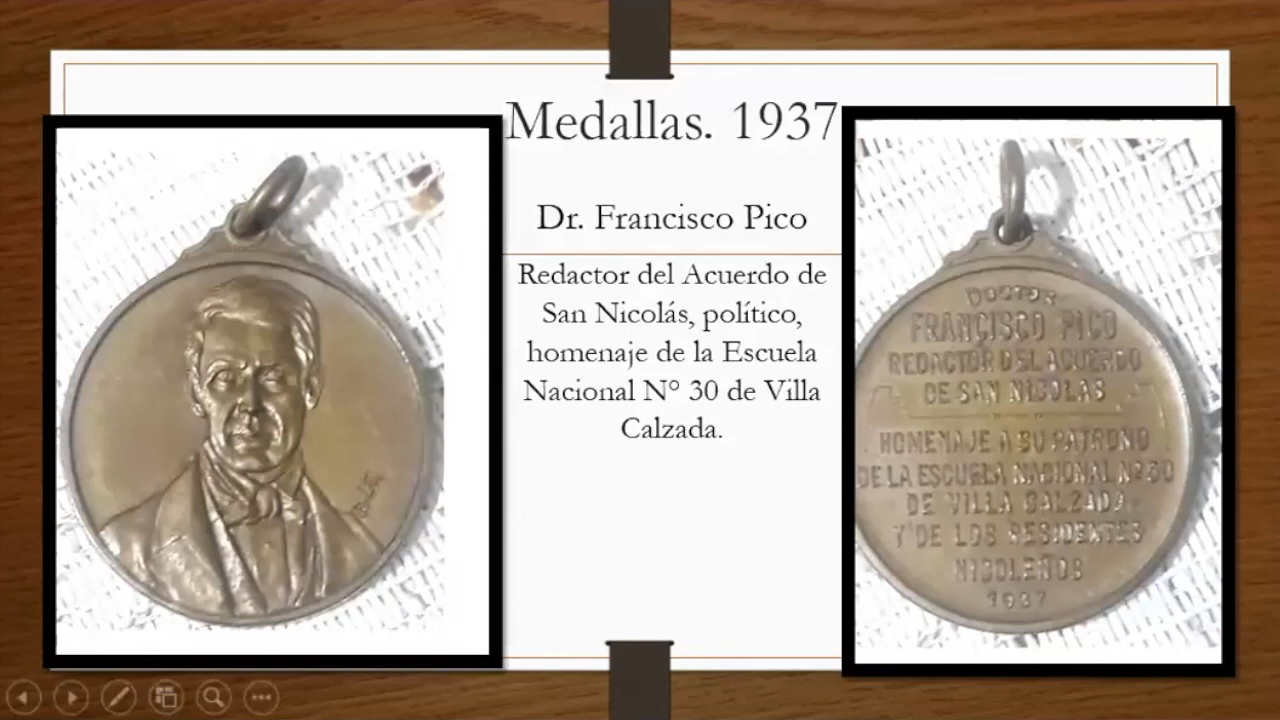 Medallas. 1937
Dr. Francisco Pico
Redactor del Acuerdo de
San Nicolás, político,
homenaje de la Escuela
Nacional N° 30 de Villa
Calzada.
DOCTOR
FRANCISCO PICO
REDACTOR DEL ACUERDO
DE SAN NICOLAS
HOMENAJE A SU PATRONO
DE LA ESCUELA NACIONAL Nº 30
DE VILLA CALZADA
Y DE LOS RESIDENTES
NICOLEÑOS
1937